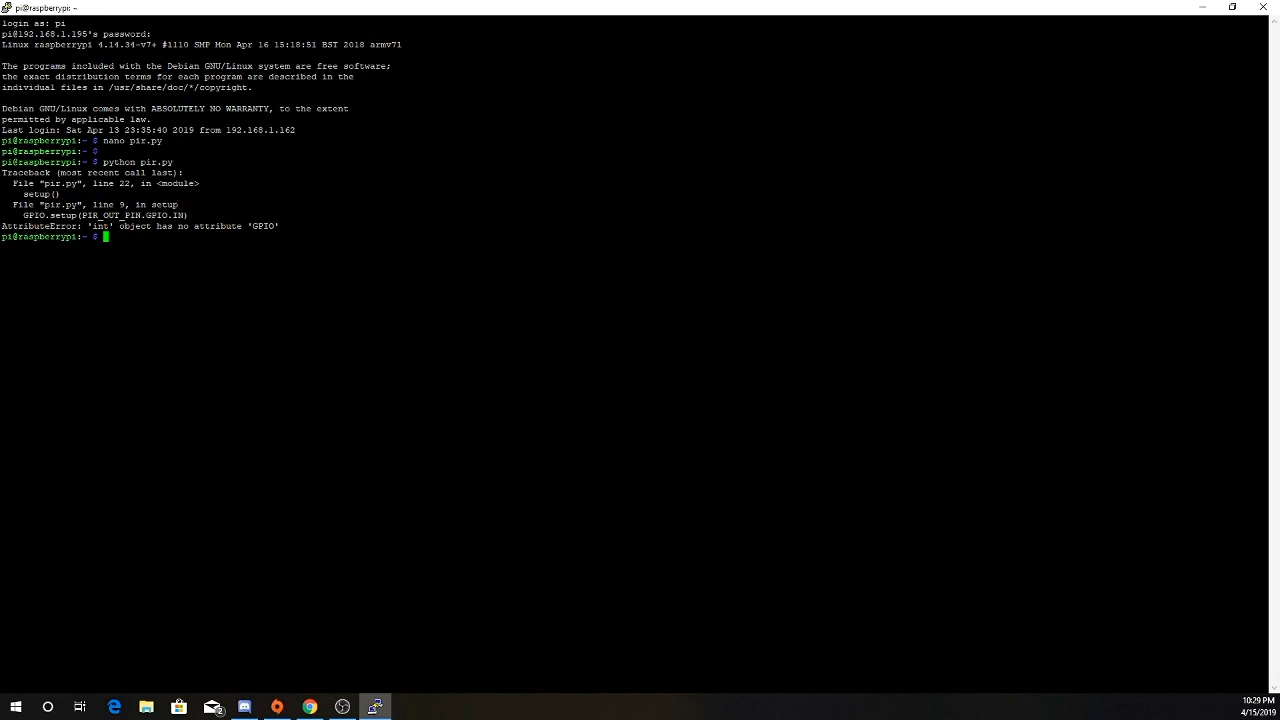 pi@raspberrypi: ~
login as: pi
pi@192.168.1.195's password:
Linux raspberrypi 4.14.34-v7+ #1110 SMP Mon Apr 16 15:18:51 BST 2018 armv7l
The programs included with the Debian GNU/Linux system are free software;
the exact distribution terms for each program are described in the
individual files in /usr/share/doc/*/copyright.
Debian GNU/Linux comes with ABSOLUTELY NO WARRANTY, to the extent
permitted by applicable law.
Last login: Sat Apr 13 23:35:40 2019 from 192.168.1.162
pi@raspberrypi:~ $ nano pir.py
pi@raspberrypi:~ $
pi@raspberrypi:~ $ python pir.py
Traceback (most recent call last):
File "pir.py", line 22, in <module>
setup()
File "pir.py", line 9, in setup
GPIO.setup(PIR_OUT_PIN.GPIO.IN)
AttributeError: 'int' object has no attribute 'GPIO'
pi@raspberrypi:~ $
2
10:29 PM
4/15/2019